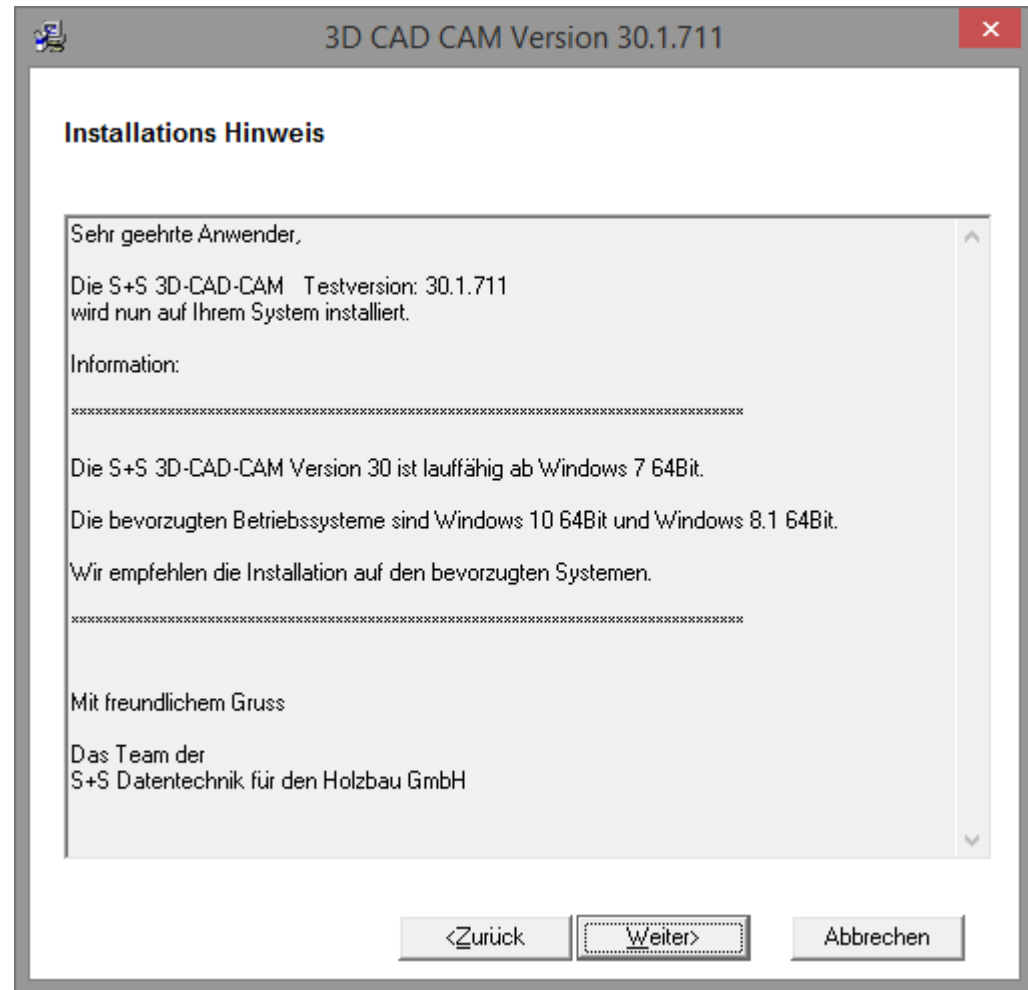 3D CAD CAM Version 30.1.711
Installations Hinweis
Sehr geehrte Anwender,
Die S+S 3D-CAD-CAM   Testversion: 30.1.711
wird nun auf Ihrem System installiert.
Information:
************************************************************************************
Die S+S 3D-CAD-CAM Version 30 ist lauffähig ab Windows 7 64Bit.
Die bevorzugten Betriebssysteme sind Windows 10 64Bit und Windows 8.1 64Bit.
Wir empfehlen die Installation auf den bevorzugten Systemen.
************************************************************************************
Mit freundlichem Gruss
Das Team der
S+S Datentechnik für den Holzbau GmbH
<Zurück Weiter> Abbrechen